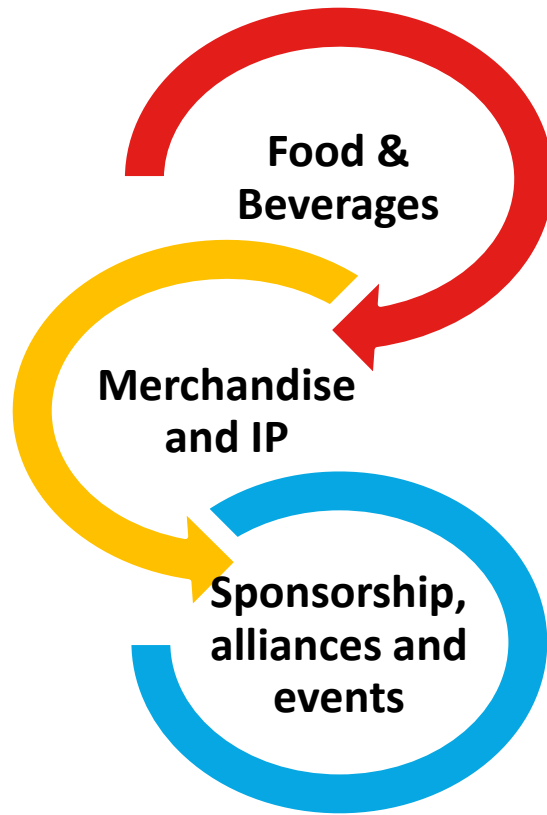 Food &
Beverages
Merchandise
and IP
Sponsorship,
alliances and
events